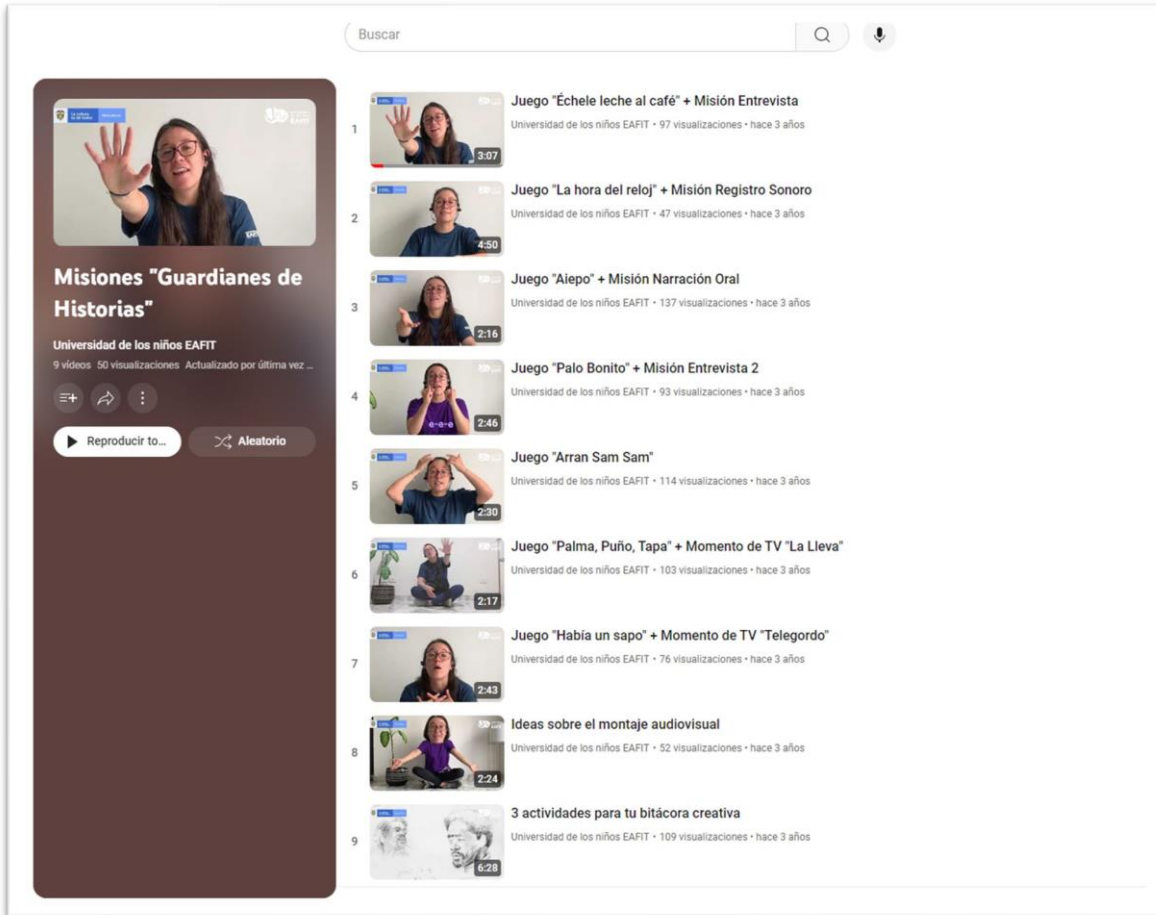 Buscar
Misiones "Guardianes de
Historias"
Universidad de los niños EAFIT
9 vídeos 50 visualizaciones Actualizado por última vez ...
Reproducir to...
Aleatorio
1
3:07
Juego "Échele leche al café" + Misión Entrevista
Universidad de los niños EAFIT • 97 visualizaciones • hace 3 años
2
4:50
Juego "La hora del reloj" + Misión Registro Sonoro
Universidad de los niños EAFIT • 47 visualizaciones • hace 3 años
3
2:16
Juego "Aiepo" + Misión Narración Oral
Universidad de los niños EAFIT • 137 visualizaciones • hace 3 años
4
e-e-e
2:46
Juego "Palo Bonito" + Misión Entrevista 2
Universidad de los niños EAFIT • 93 visualizaciones • hace 3 años
5
2:30
Juego "Arran Sam Sam"
Universidad de los niños EAFIT • 114 visualizaciones • hace 3 años
6
2:17
Juego "Palma, Puño, Tapa" + Momento de TV "La Lleva"
Universidad de los niños EAFIT • 103 visualizaciones • hace 3 años
7
2:43
Juego "Había un sapo" + Momento de TV "Telegordo"
Universidad de los niños EAFIT • 76 visualizaciones • hace 3 años
8
2:24
Ideas sobre el montaje audiovisual
Universidad de los niños EAFIT • 52 visualizaciones • hace 3 años
9
6:28
3 actividades para tu bitácora creativa
Universidad de los niños EAFIT • 109 visualizaciones • hace 3 años